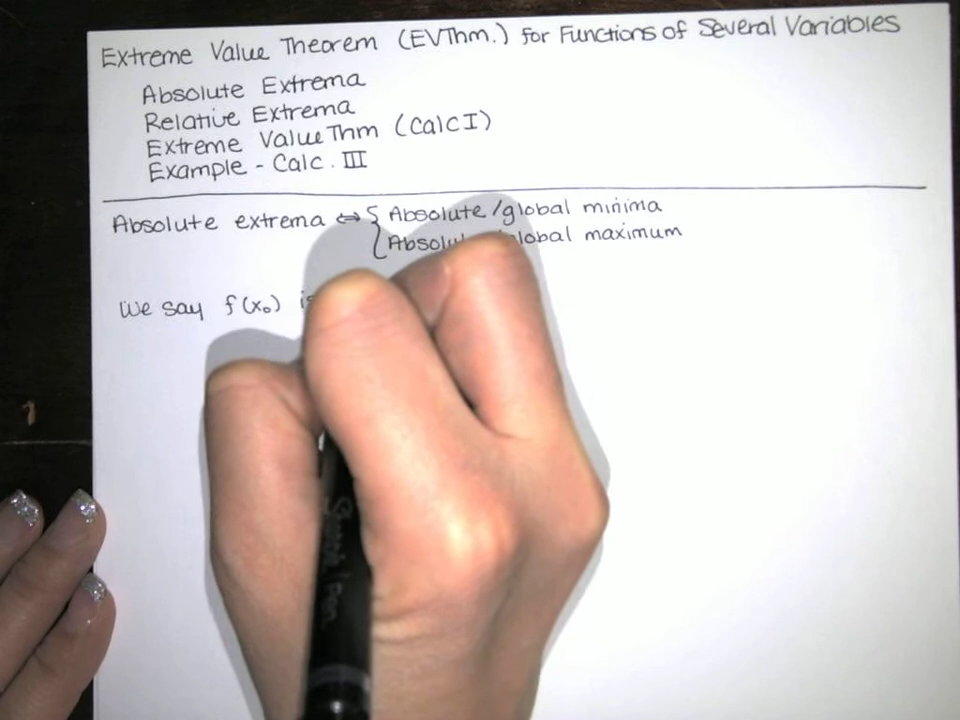 Extreme Value Theorem (EVThm.) for Functions of Several Variables
Absolute Extrema
Relative Extrema
Extreme Value Thm (Calc I)
Example - Calc. III
Absolute extrema ⇔ { Absolute /global minima
global maximum
We say f(x₀) is